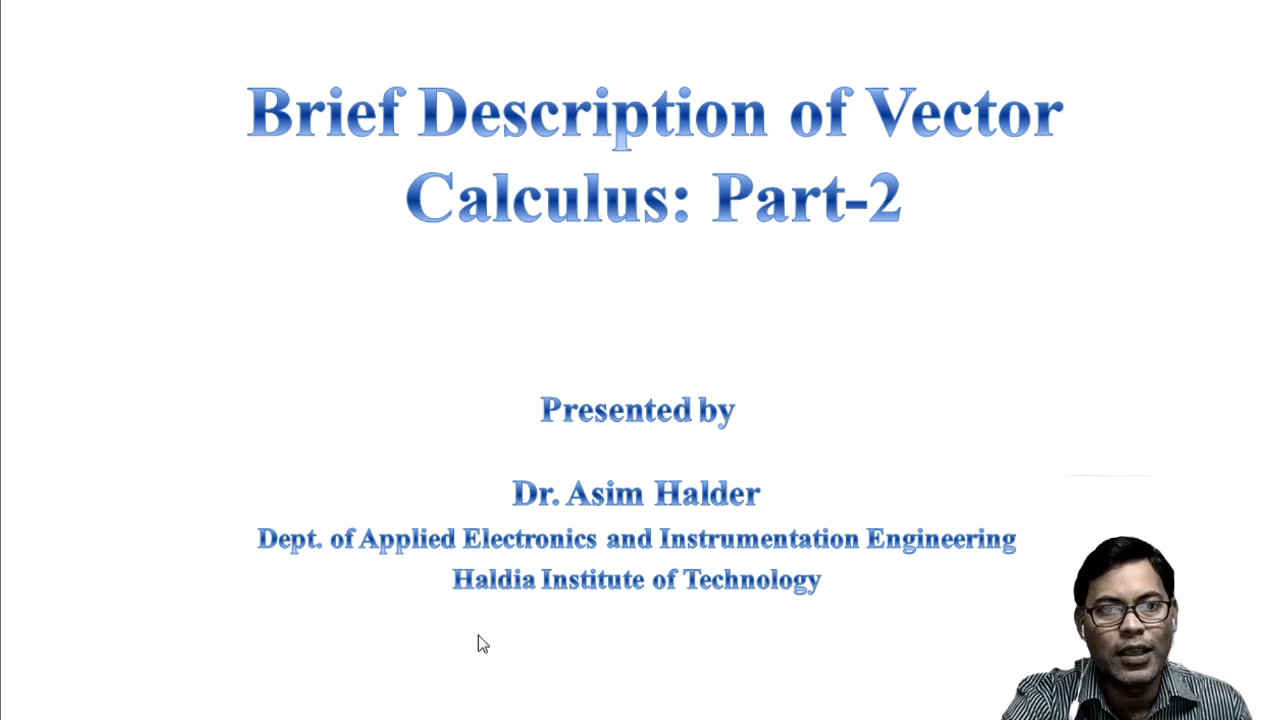 Brief Description of Vector
Calculus: Part-2
Presented by
Dr. Asim Halder
Dept. of Applied Electronics and Instrumentation Engineering
Haldia Institute of Technology